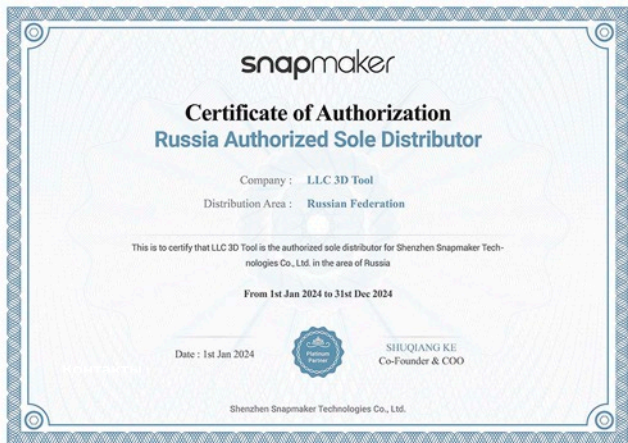 snapmaker
Certificate of Authorization
Russia Authorized Sole Distributor
Company : LLC 3D Tool
Distribution Area : Russian Federation
This is to certify that LLC 3D Tool is the authorized sole distributor for Shenzhen Snapmaker Tech-
nologies Co., Ltd. in the area of Russia
From 1st Jan 2024 to 31st Dec 2024
Date : 1st Jan 2024
Platinum
Partner
SHUQIANG KE
Co-Founder & COO
Shenzhen Snapmaker Technologies Co., Ltd.